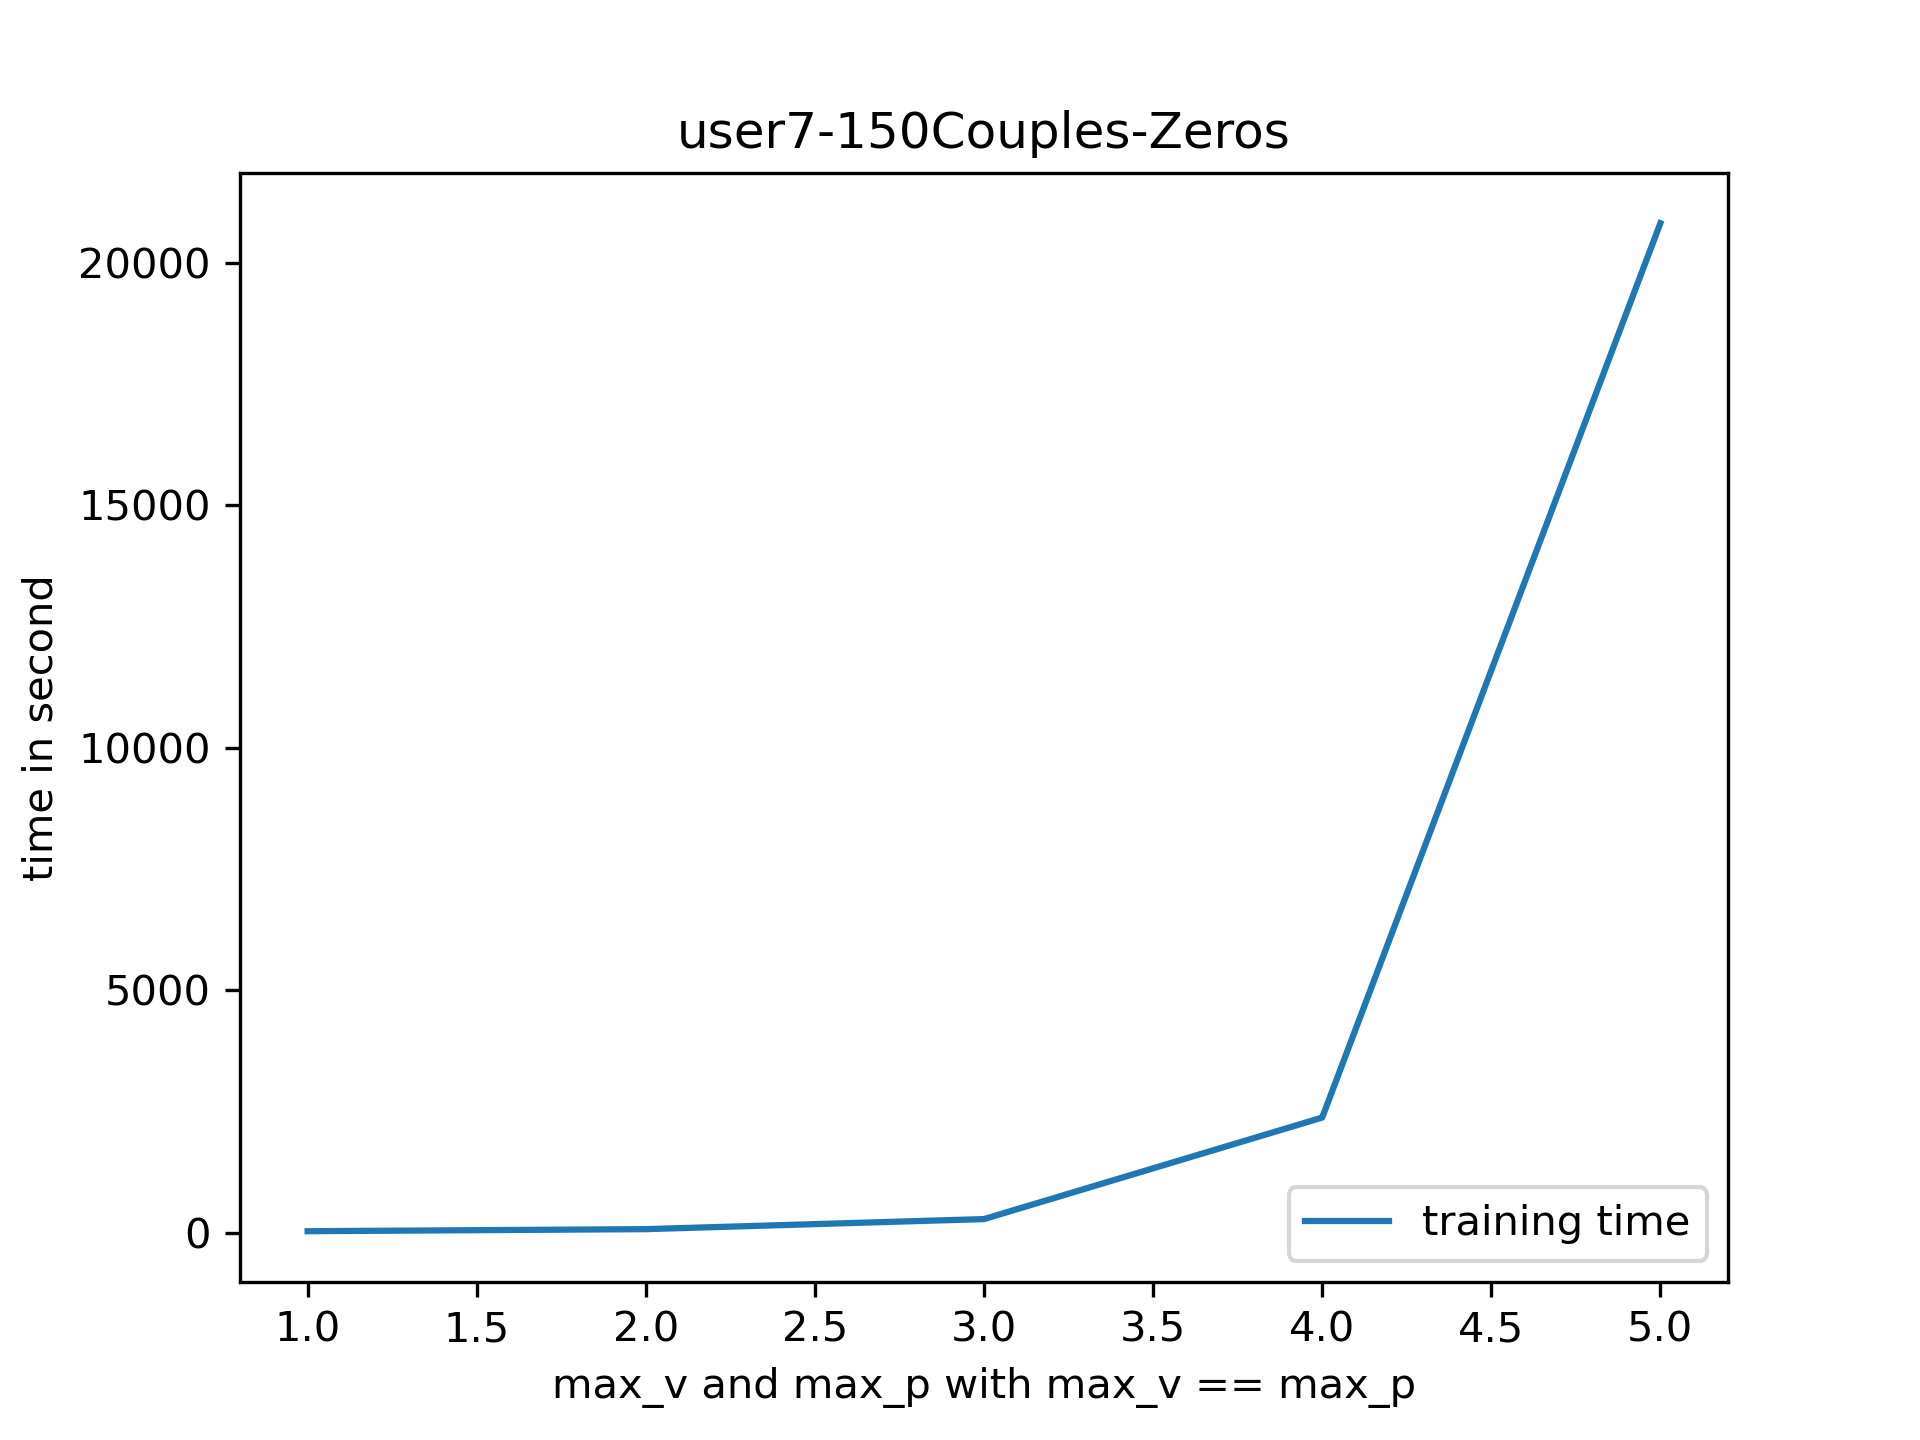 user7-150Couples-Zeros
20000
15000
10000
5000
0
time in second
training time
1.0 1.5 2.0 2.5 3.0 3.5 4.0 4.5 5.0
max_v and max_p with max_v == max_p